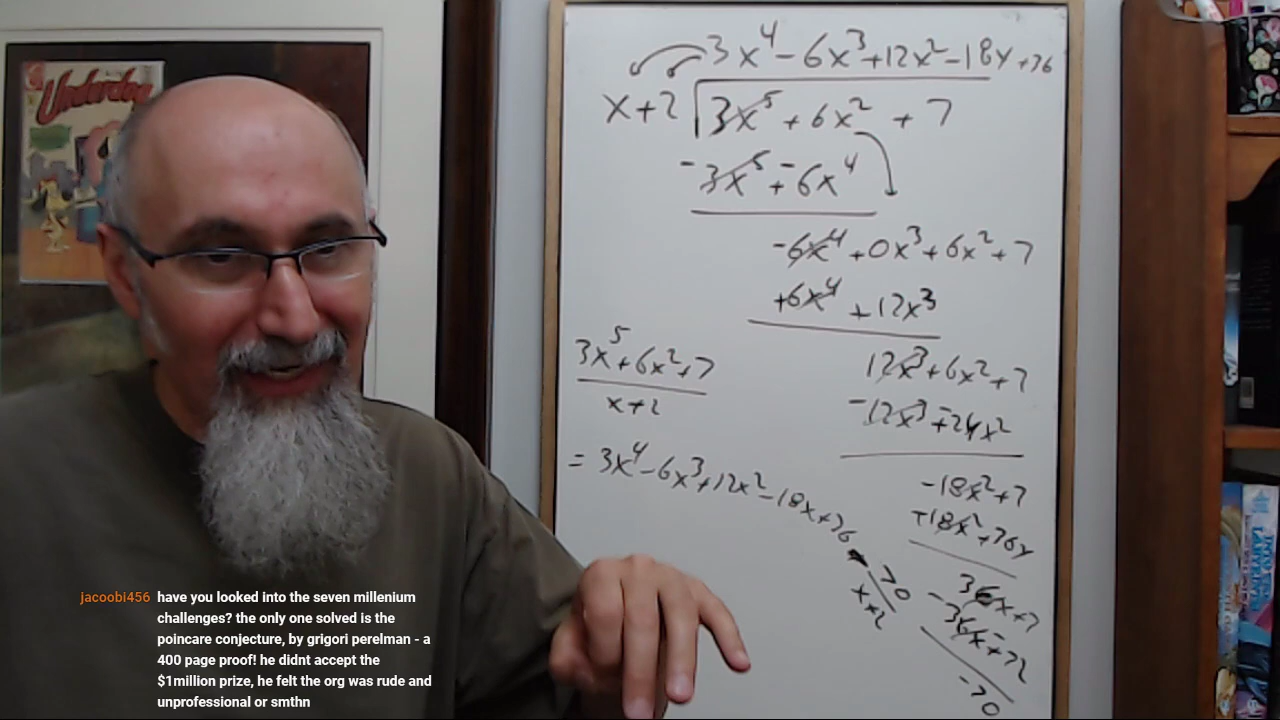 Underdog
3x⁴ - 6x³ + 12x² - 18x + 36
x+2 3x⁵ + 6x² + 7
- 3x⁵ + - 6x⁴
-6x⁴ + 0x³ + 6x² + 7
+6x⁴ + 12x³
12x³ + 6x² + 7
- 12x³ + - 24x²
-18x² + 7
+18x² + 36x
36x + 7
- 36x + - 72
-70
3x⁵ + 6x² + 7
x+2
= 3x⁴ - 6x³ + 12x² - 18x + 36 - 70
x+2
jacoobi456 have you looked into the seven millenium
challenges? the only one solved is the
poincare conjecture, by grigori perelman - a
400 page proof! he didnt accept the
$1million prize, he felt the org was rude and
unprofessional or smthn